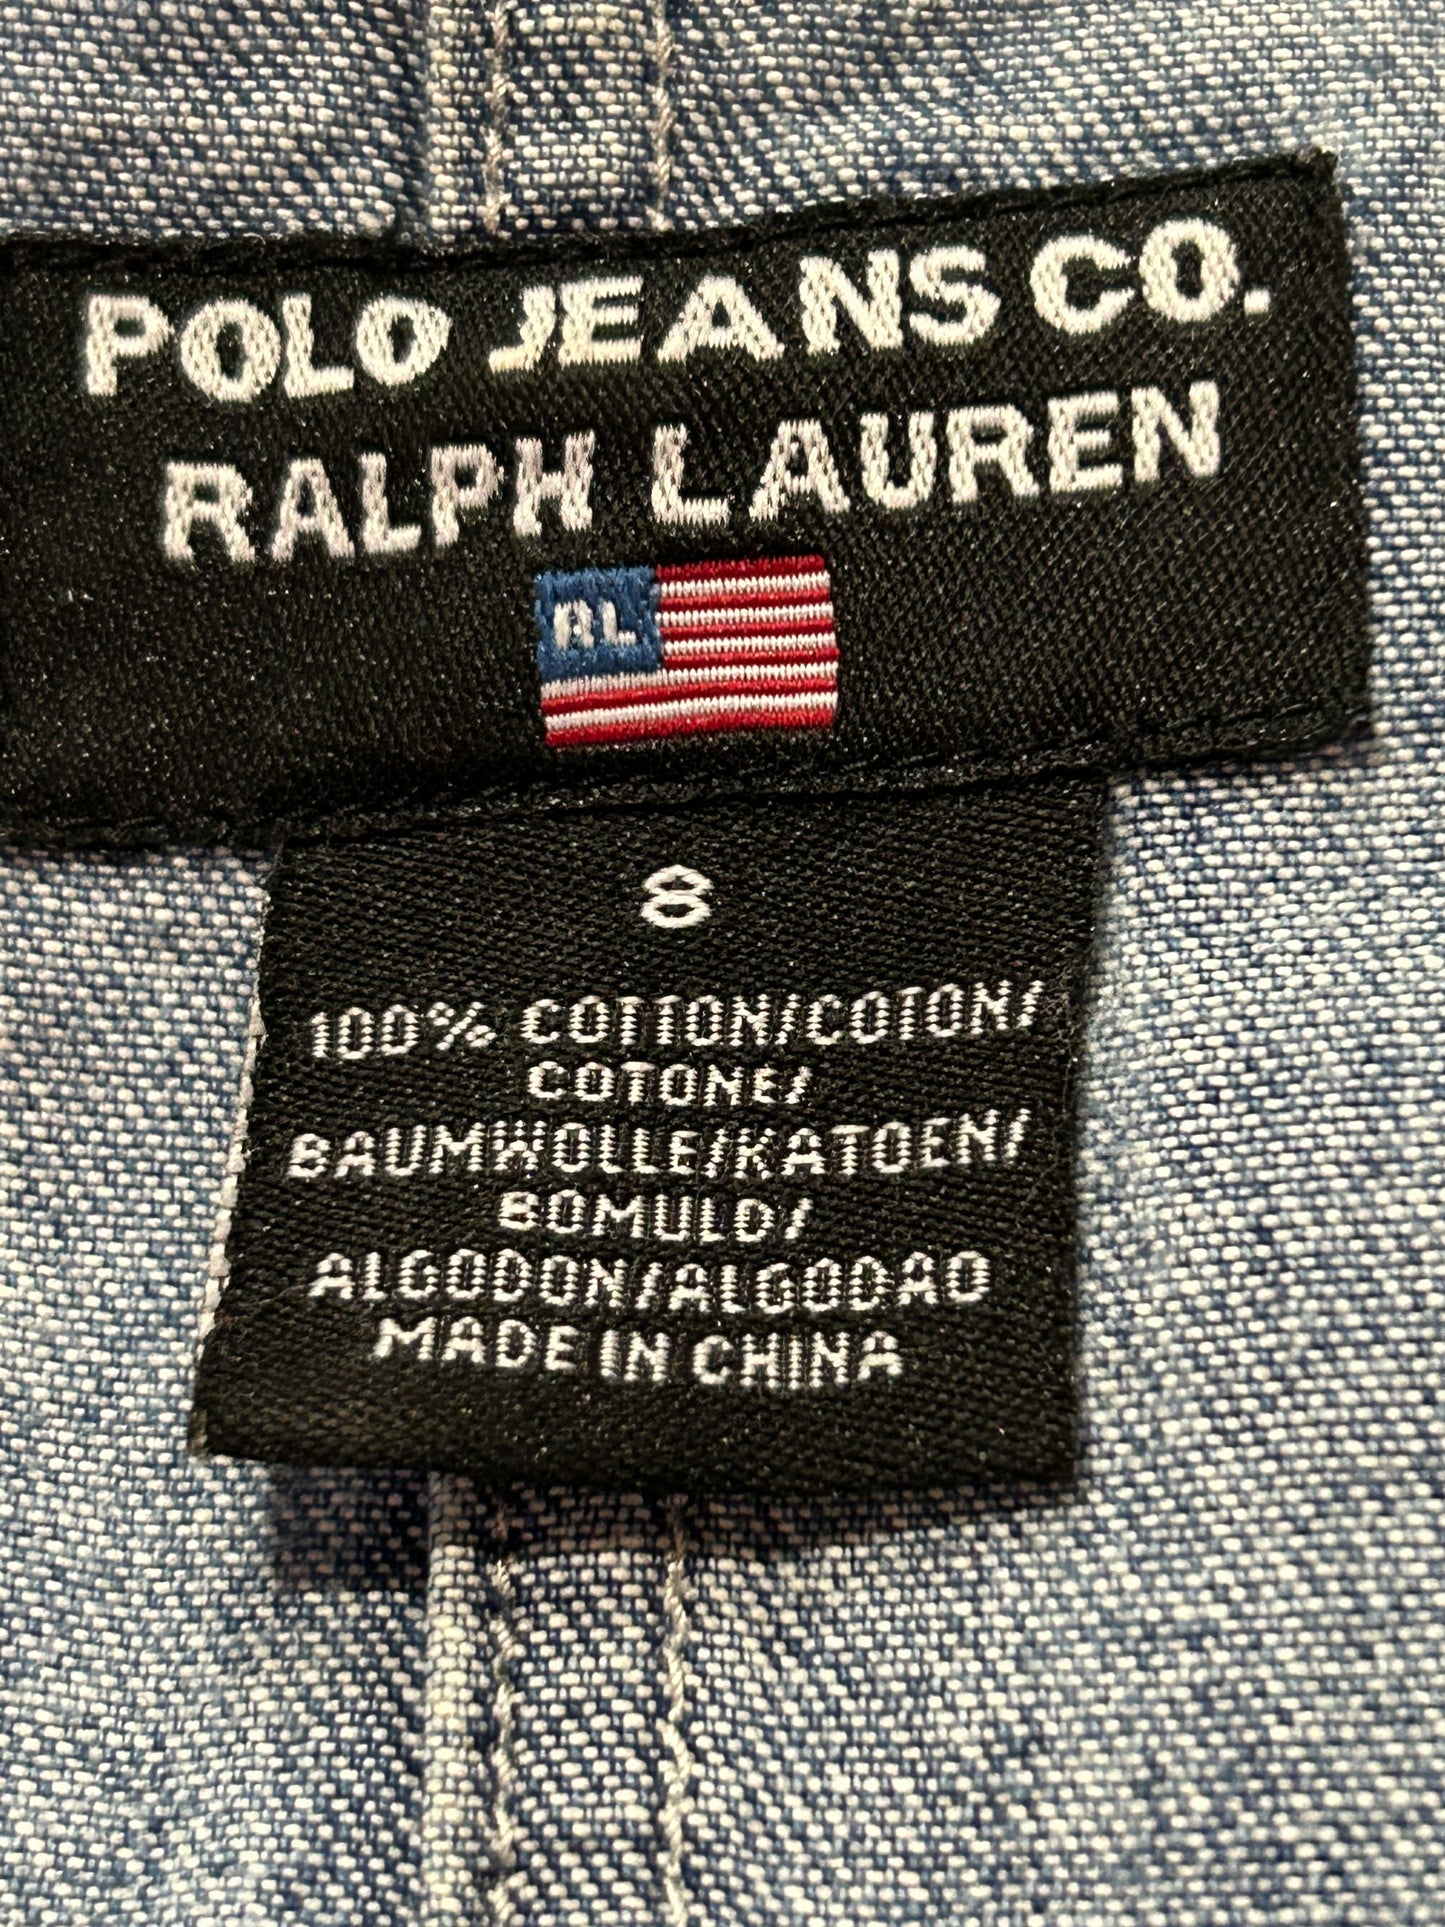 POLO JEANS CO.
RALPH LAUREN
RL
8
100% COTTON/COTON/
COTONE/
BAUMWOLLE/KATOEN/
BOMULD/
ALGODON/ALGODAO
MADE IN CHINA